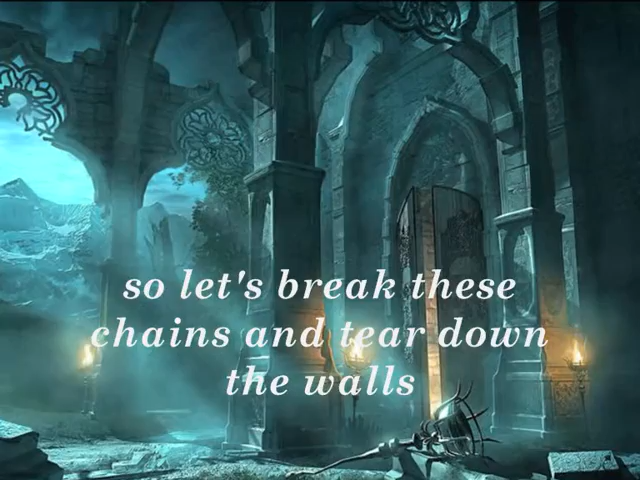 so let's break these
chains and tear down
the walls